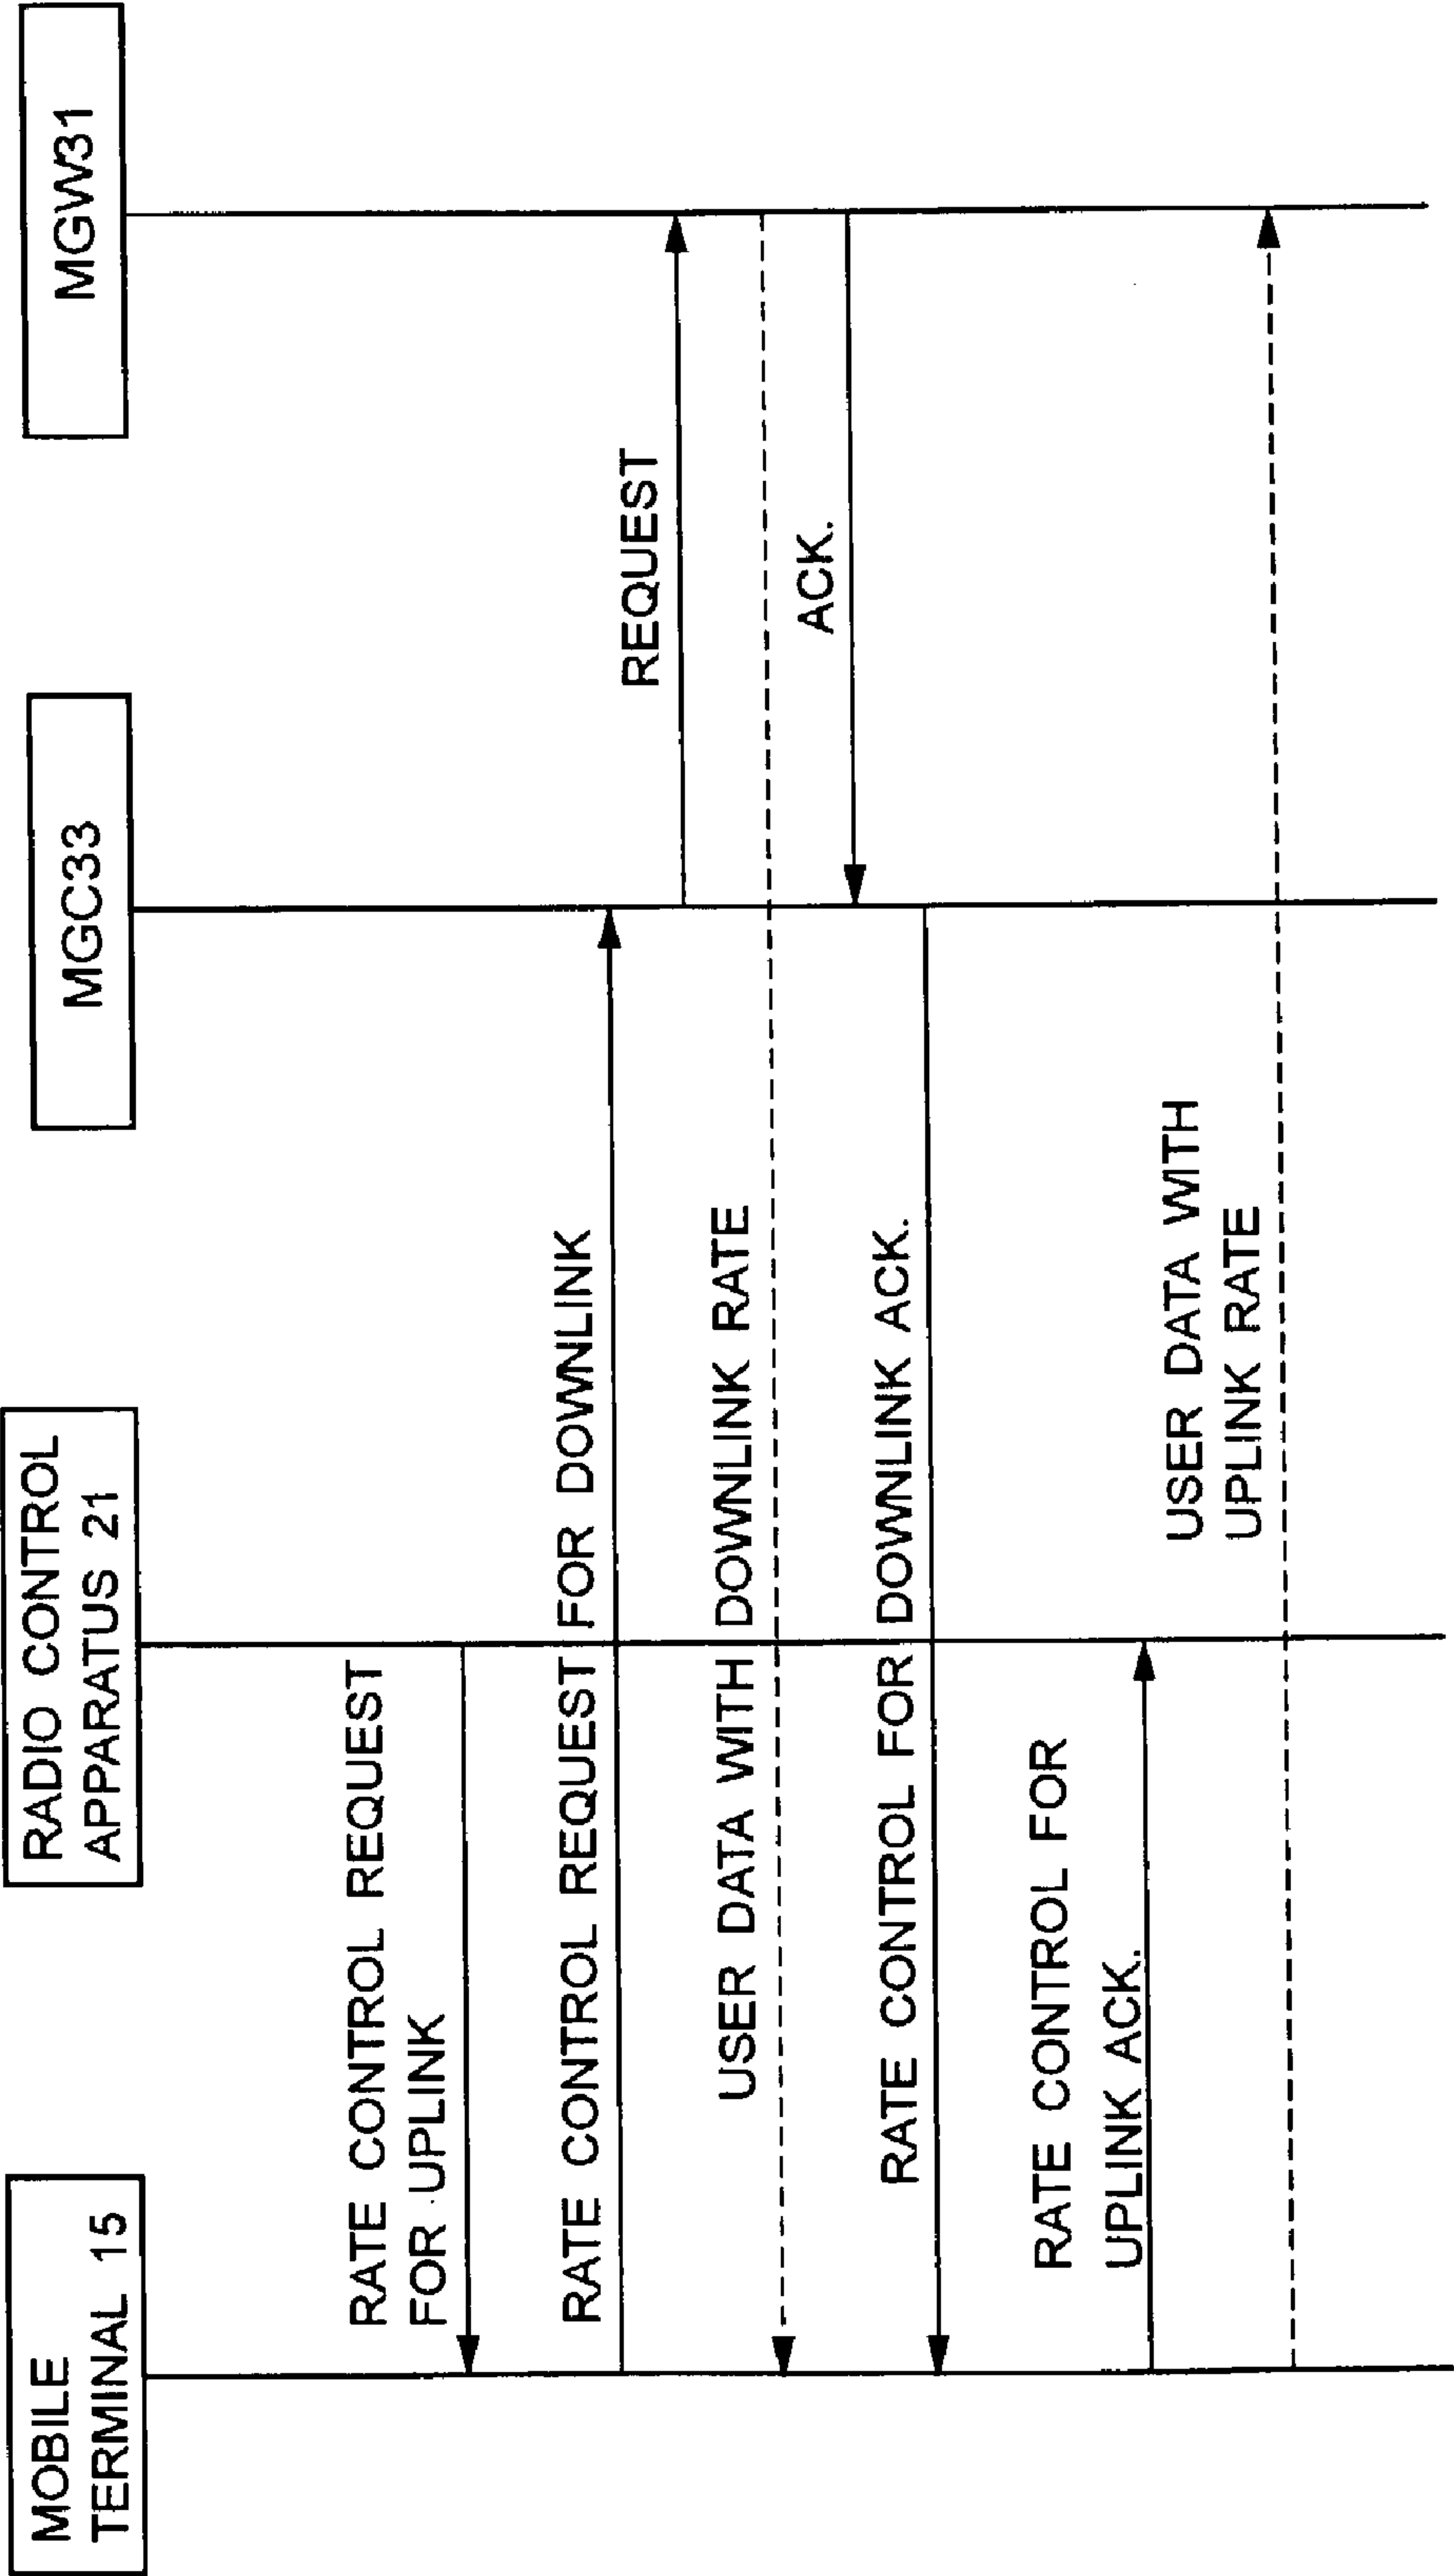 MOBILE
TERMINAL 15
RADIO CONTROL
APPARATUS 21
MGC33
MGW31
RATE CONTROL REQUEST
FOR UPLINK
RATE CONTROL REQUEST FOR DOWNLINK
REQUEST
USER DATA WITH DOWNLINK RATE
ACK.
RATE CONTROL FOR DOWNLINK ACK.
RATE CONTROL FOR
UPLINK ACK.
USER DATA WITH
UPLINK RATE